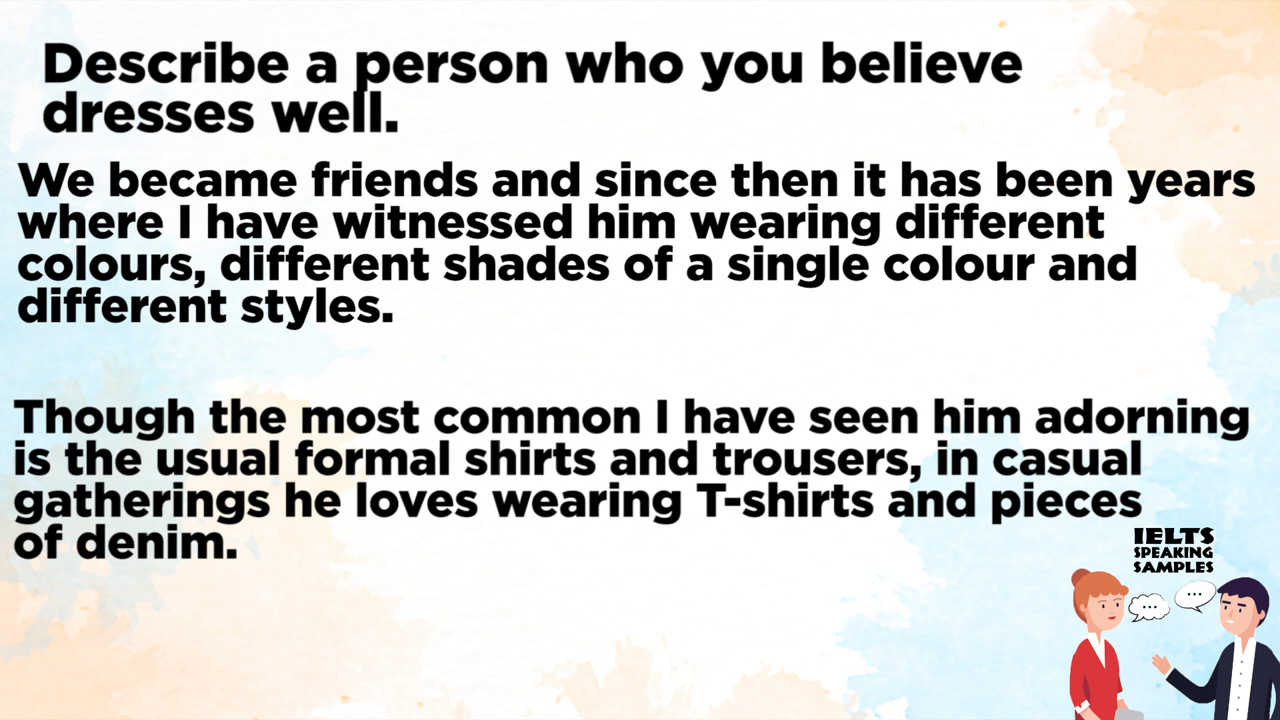 Describe a person who you believe
dresses well.
We became friends and since then it has been years
where I have witnessed him wearing different
colours, different shades of a single colour and
different styles.
Though the most common I have seen him adorning
is the usual formal shirts and trousers, in casual
gatherings he loves wearing T-shirts and pieces
of denim.
IELTS
SPEAKING
SAMPLES